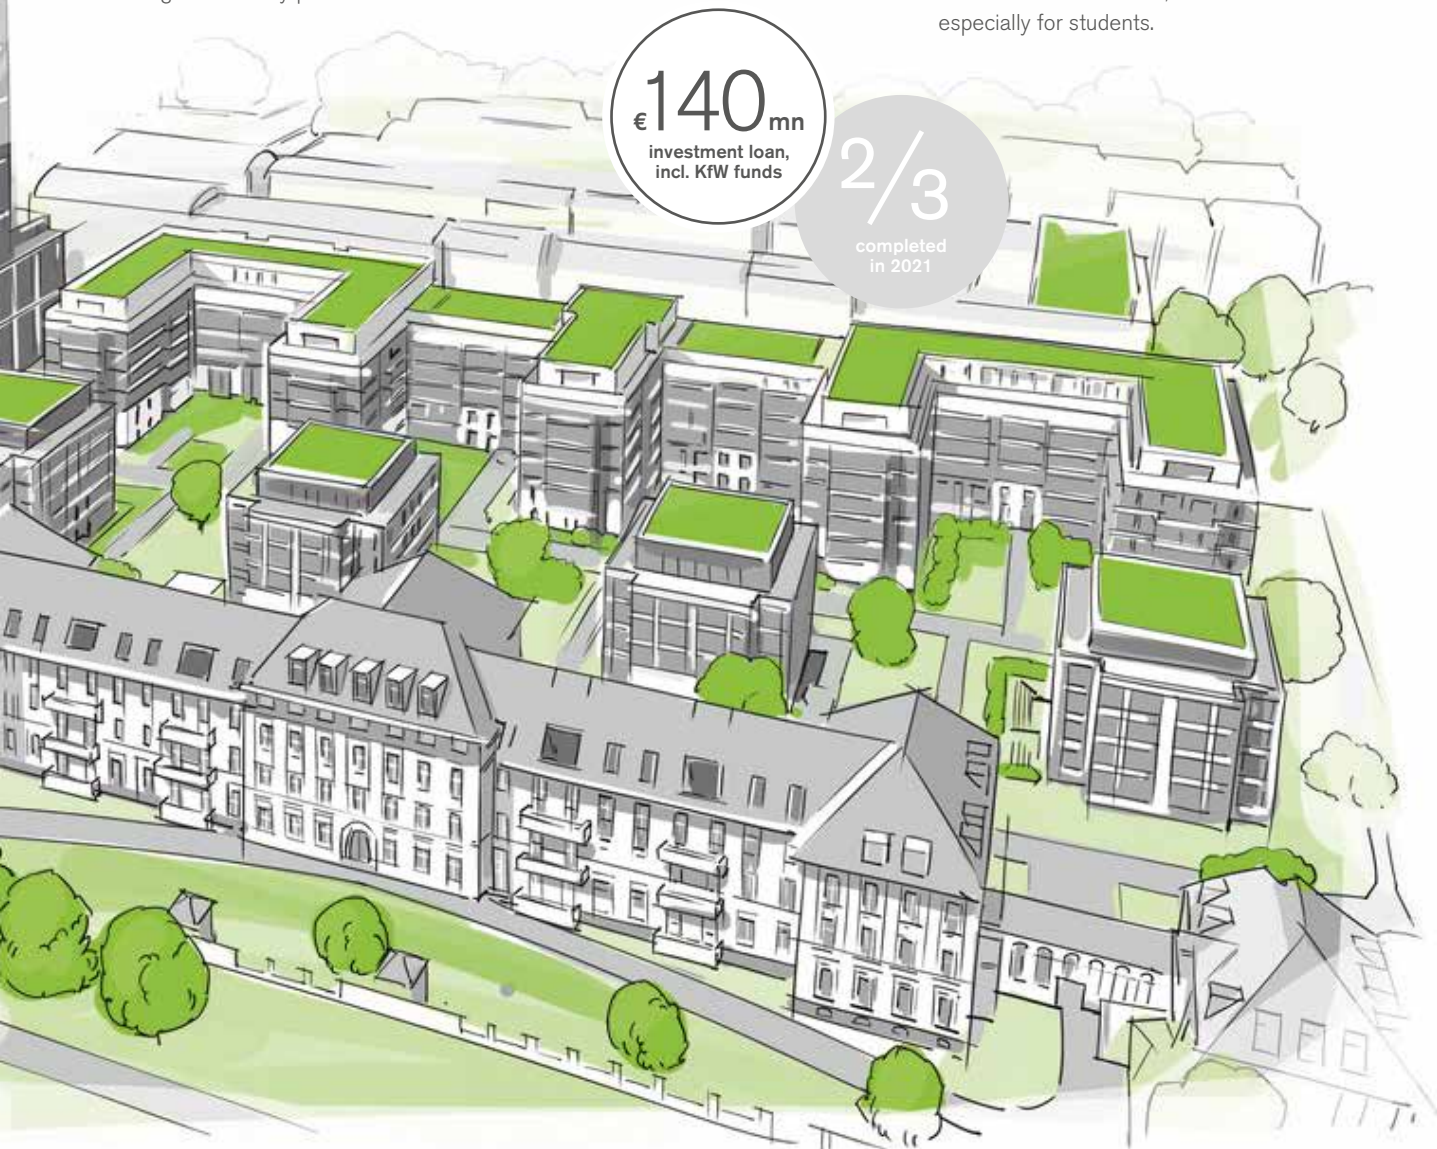 especially for students.
€140mn
investment loan,
incl. KfW funds
2/3
completed
in 2021